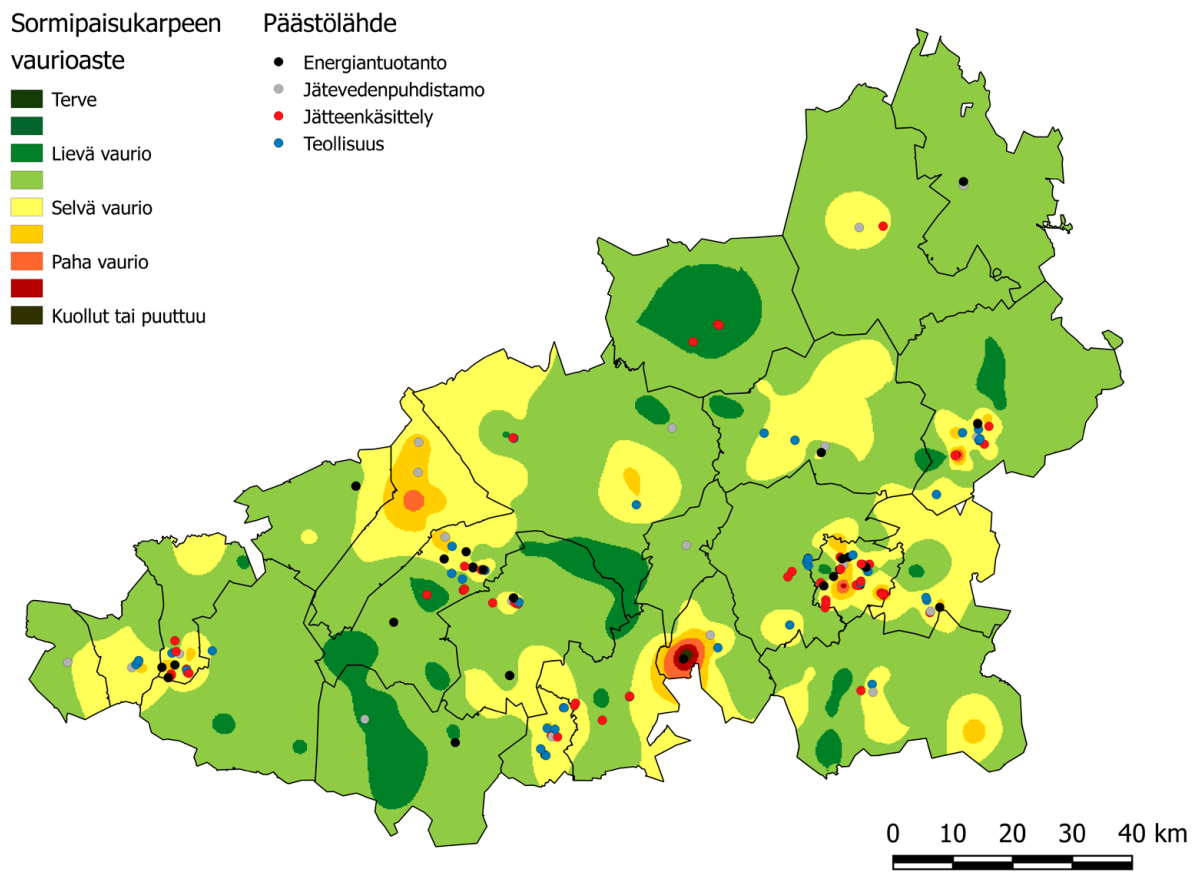 Sormipaisukarpeen
vaurioaste
Terve
Lievä vaurio
Selvä vaurio
Paha vaurio
Kuollut tai puuttuu
Päästölähde
Energiantuotanto
Jätevedenpuhdistamo
Jätteenkäsittely
Teollisuus
0 10 20 30 40 km